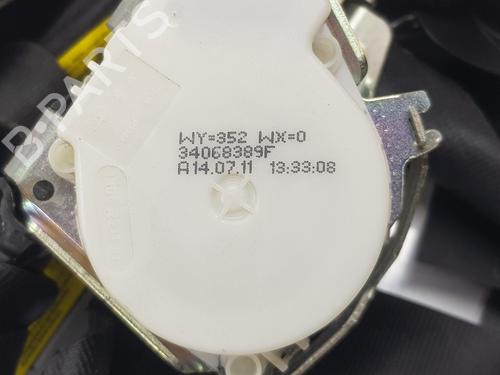 B-PARTS
WY=352 WX=0
34068389F
A14.07.11 13:33:08